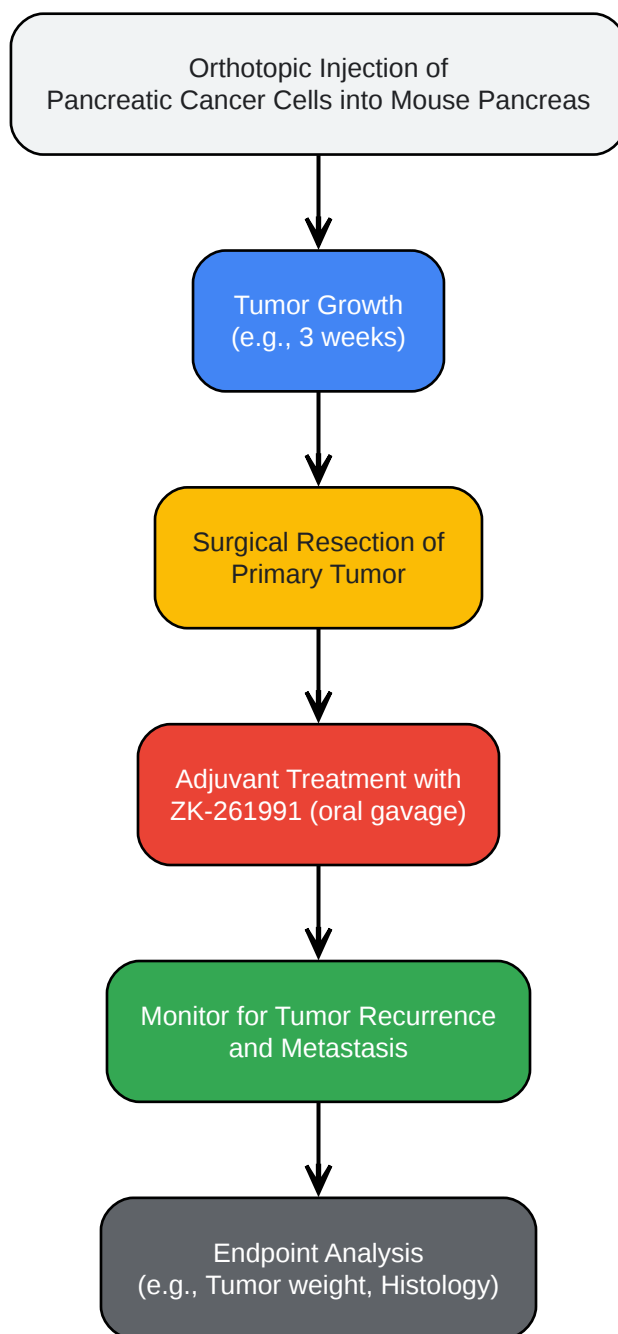 Orthotopic Injection of
Pancreatic Cancer Cells into Mouse Pancreas
Tumor Growth
(e.g., 3 weeks)
Surgical Resection of
Primary Tumor
Adjuvant Treatment with
ZK-261991 (oral gavage)
Monitor for Tumor Recurrence
and Metastasis
Endpoint Analysis
(e.g., Tumor weight, Histology)